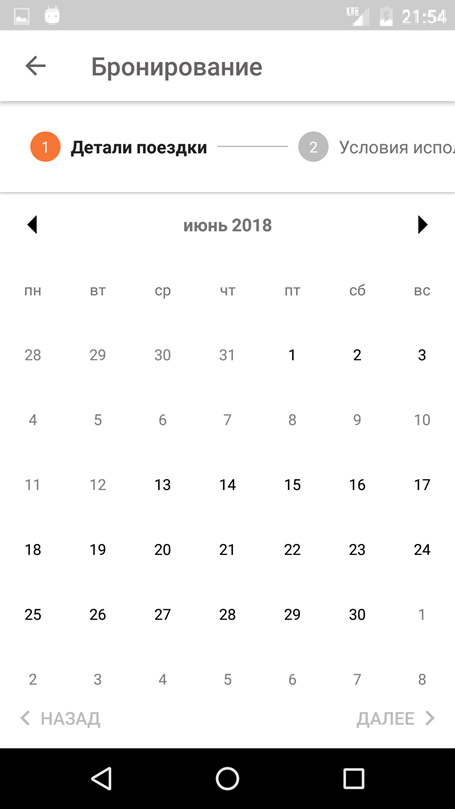 LTE 21:54
Бронирование
1 Детали поездки 2 Условия испол
июнь 2018
пн вт ср чт пт сб вс
28 29 30 31 1 2 3
4 5 6 7 8 9 10
11 12 13 14 15 16 17
18 19 20 21 22 23 24
25 26 27 28 29 30 1
2 3 4 5 6 7 8
НАЗАД ДАЛЕЕ